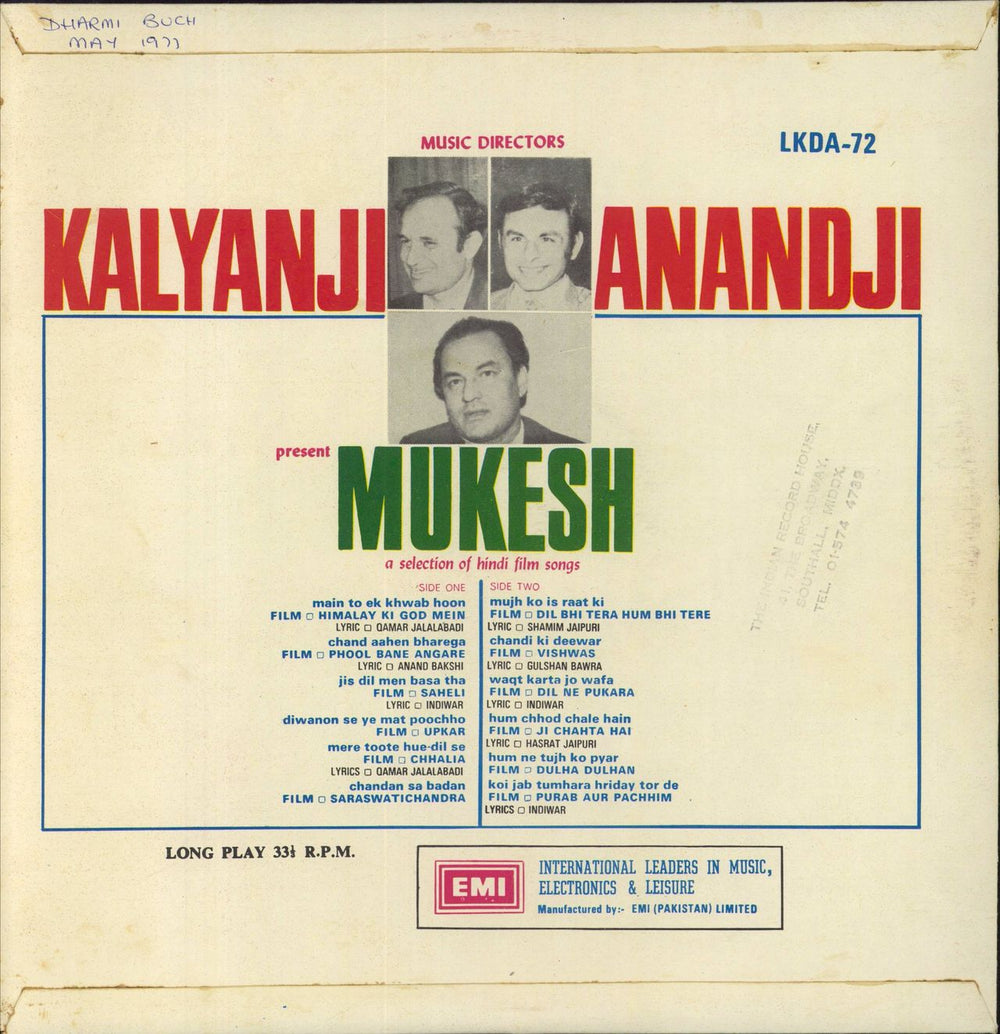 DHARMI BUCH
MAY 1977
MUSIC DIRECTORS
LKDA-72
KALYANJI ANANDJI
present
MUKESH
a selection of hindi film songs
SIDE ONE
main to ek khwab hoon
FILM □ HIMALAY KI GOD MEIN
LYRIC □ QAMAR JALALABADI
chand aahen bharega
FILM □ PHOOL BANE ANGARE
LYRIC □ ANAND BAKSHI
jis dil men basa tha
FILM □ SAHELI
LYRIC □ INDIWAR
diwanon se ye mat poochho
FILM □ UPKAR
mere toote hue-dil se
FILM □ CHHALIA
LYRICS □ QAMAR JALALABADI
chandan sa badan
FILM □ SARASWATICHANDRA
SIDE TWO
mujh ko is raat ki
FILM □ DIL BHI TERA HUM BHI TERE
LYRIC □ SHAMIM JAIPURI
chandi ki deewar
FILM □ VISHWAS
LYRIC □ GULSHAN BAWRA
waqt karta jo wafa
FILM □ DIL NE PUKARA
LYRIC □ INDIWAR
hum chhod chale hain
FILM □ JI CHAHTA HAI
LYRIC □ HASRAT JAIPURI
hum ne tujh ko pyar
FILM □ DULHA DULHAN
koi jab tumhara hriday tor de
FILM □ PURAB AUR PACHHIM
LYRICS □ INDIWAR
THE INDIAN RECORD HOUSE,
41, THE BROADWAY,
SOUTHALL, MIDDX.
TEL. 01-574 4739
LONG PLAY 33⅓ R.P.M.
EMI
INTERNATIONAL LEADERS IN MUSIC,
ELECTRONICS & LEISURE
Manufactured by:- EMI (PAKISTAN) LIMITED